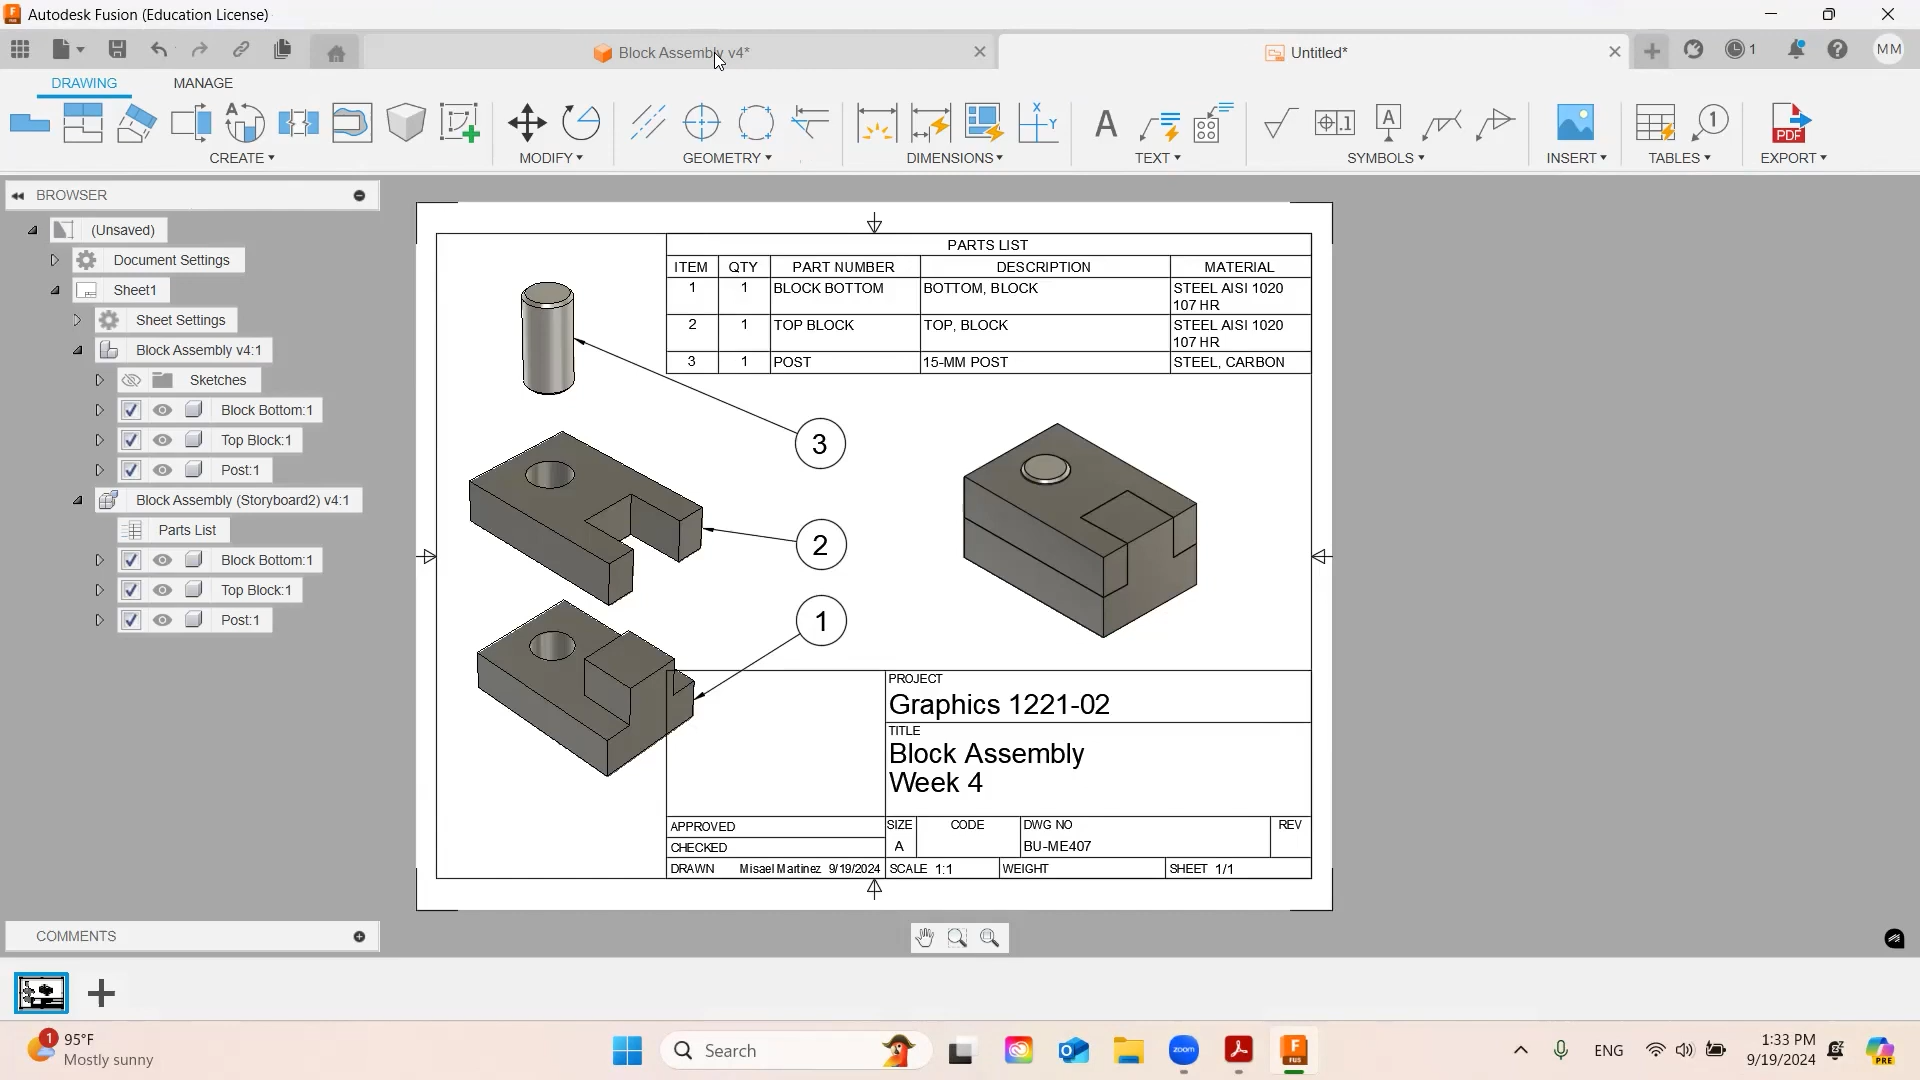 Autodesk Fusion (Education License)
Block Assembly v4*
Untitled*
1
MM
DRAWING
MANAGE
CREATE
MODIFY
GEOMETRY
DIMENSIONS
TEXT
SYMBOLS
INSERT
TABLES
EXPORT
BROWSER
(Unsaved)
Document Settings
Sheet1
Sheet Settings
Block Assembly v4:1
Sketches
Block Bottom:1
Top Block:1
Post:1
Block Assembly (Storyboard2) v4:1
Parts List
Block Bottom:1
Top Block:1
Post:1
COMMENTS
PARTS LIST
ITEM QTY PART NUMBER DESCRIPTION MATERIAL
1 1 BLOCK BOTTOM BOTTOM, BLOCK STEEL AISI 1020
107 HR
2 1 TOP BLOCK TOP, BLOCK STEEL AISI 1020
107 HR
3 1 POST 15-MM POST STEEL, CARBON
3
2
1
PROJECT
Graphics 1221-02
TITLE
Block Assembly
Week 4
APPROVED
CHECKED
DRAWN Misael Martinez 9/19/2024
SIZE CODE DWG NO REV
A BU-ME407
SCALE 1:1 WEIGHT SHEET 1/1
1
95°F
Mostly sunny
Search
zoom
F
FUS
ENG
1:33 PM
9/19/2024
PRE